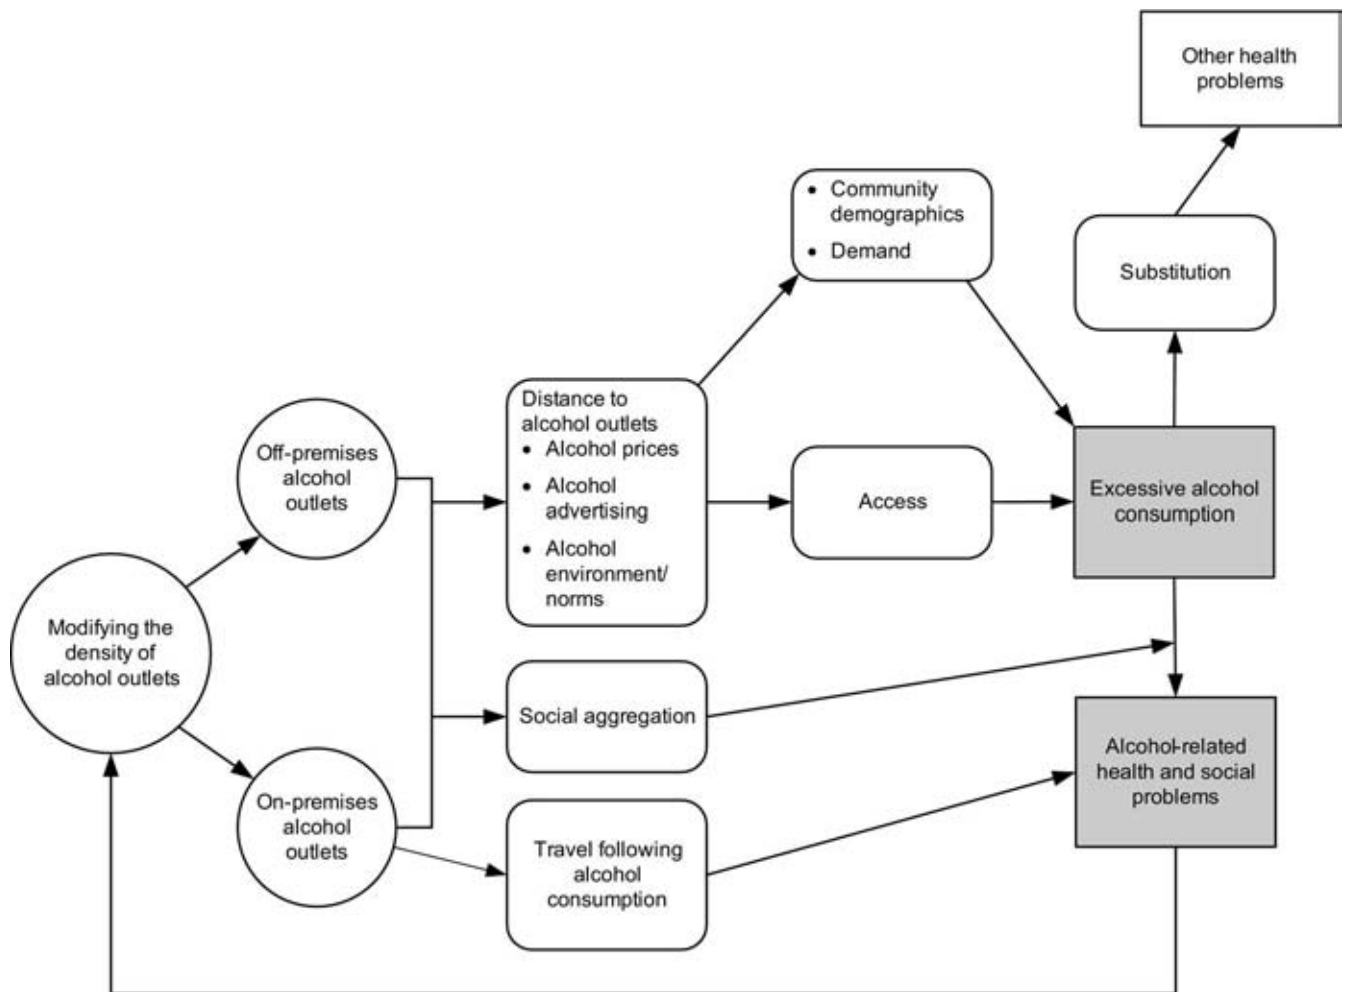 Other health
problems
• Community
demographics
• Demand
Substitution
Distance to
alcohol outlets
• Alcohol prices
• Alcohol
advertising
• Alcohol
environment/
norms
Off-premises
alcohol
outlets
Access
Excessive alcohol
consumption
Modifying the
density of
alcohol outlets
Social aggregation
On-premises
alcohol
outlets
Travel following
alcohol
consumption
Alcohol-related
health and social
problems